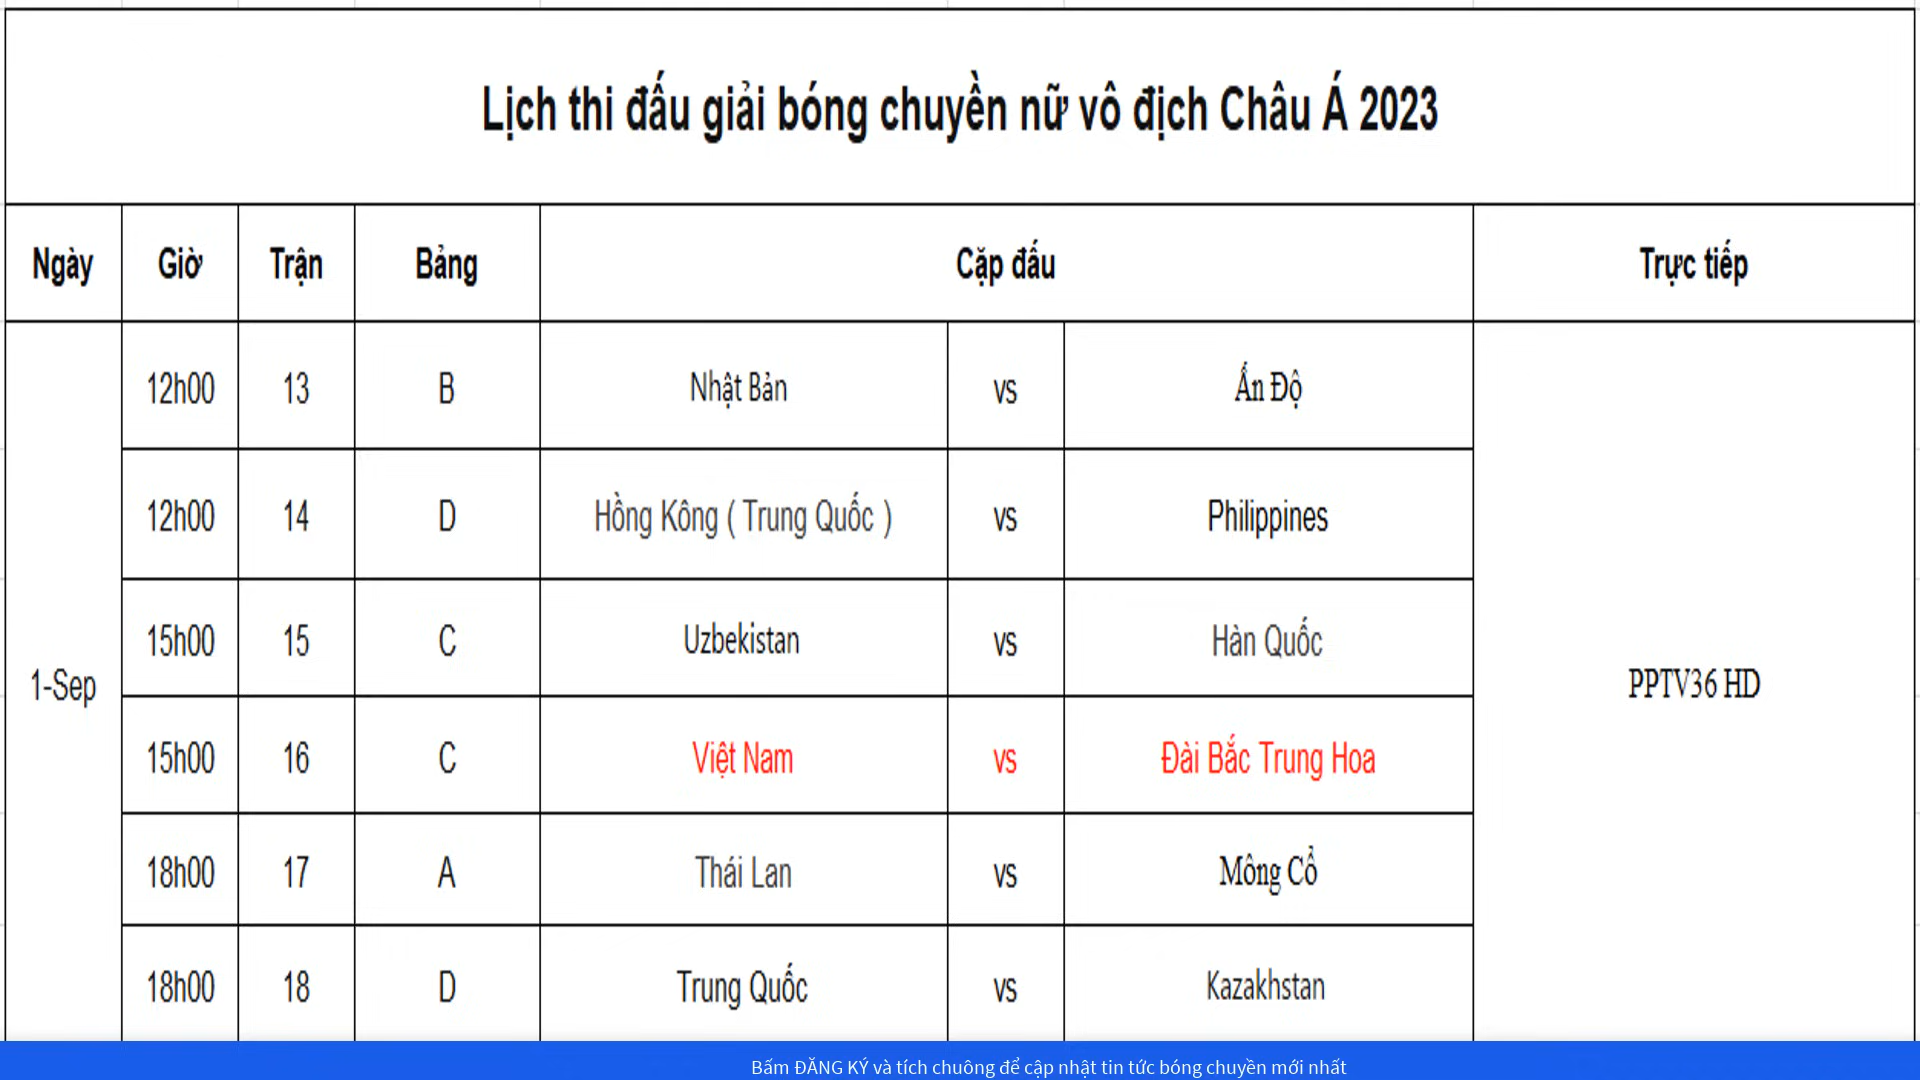 Lịch thi đấu giải bóng chuyền nữ vô địch Châu Á 2023
Ngày Giờ Trận Bảng Cặp đấu Trực tiếp
12h00 13 B Nhật Bản vs Ấn Độ
12h00 14 D Hồng Kông ( Trung Quốc ) vs Philippines
15h00 15 C Uzbekistan vs Hàn Quốc
1-Sep PPTV36 HD
15h00 16 C Việt Nam vs Đài Bắc Trung Hoa
18h00 17 A Thái Lan vs Mông Cổ
18h00 18 D Trung Quốc vs Kazakhstan
Bấm ĐĂNG KÝ và tích chuông để cập nhật tin tức bóng chuyền mới nhất